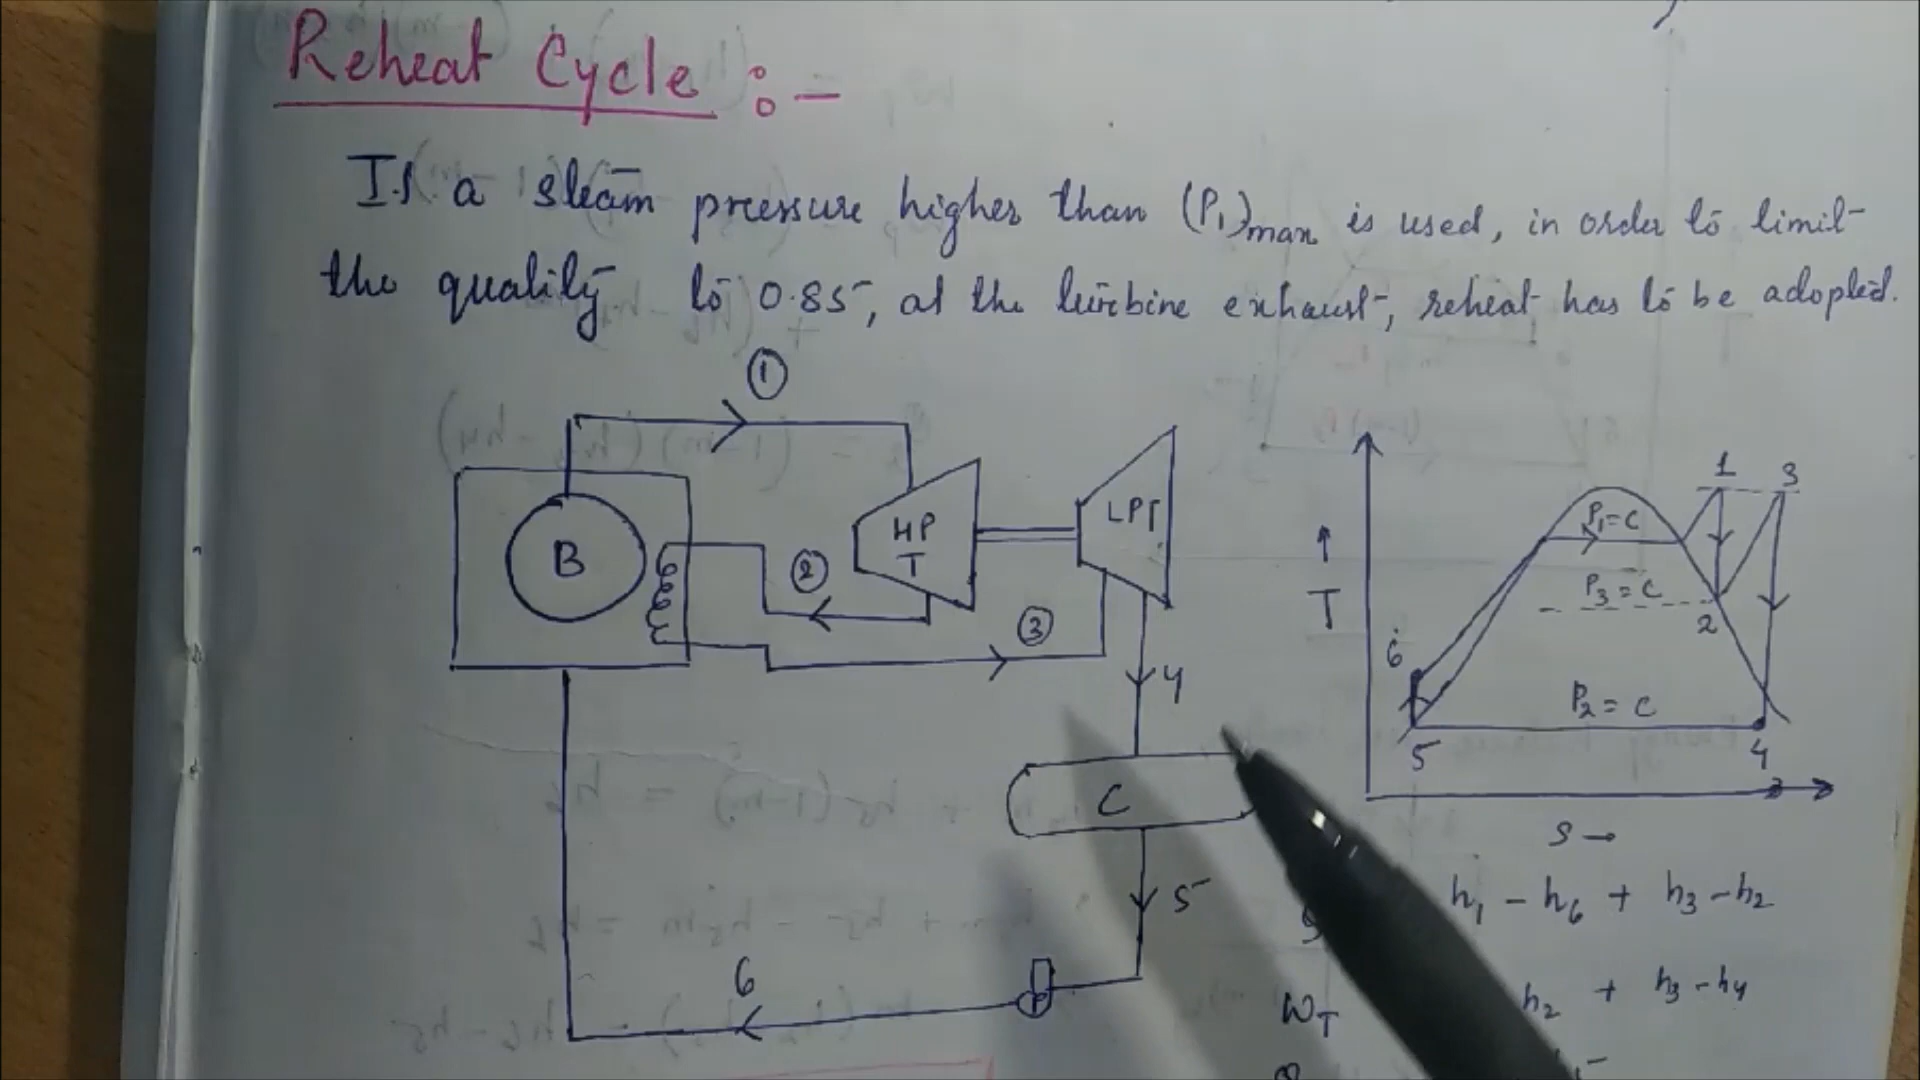 Reheat Cycle :-
If a steam pressure higher than (P₁)max is used, in order to limit
the quality to 0.85, at the turbine exhaust, reheat has to be adopted.
①
B
HP
T
LPT
②
③
4
C
5
6
P
T
1
3
P₁=C
P₃=C
2
6
P₂=C
5
4
S→
h₁ - h₆ + h₃ - h₂
W_T
h₂ + h₃ - h₄